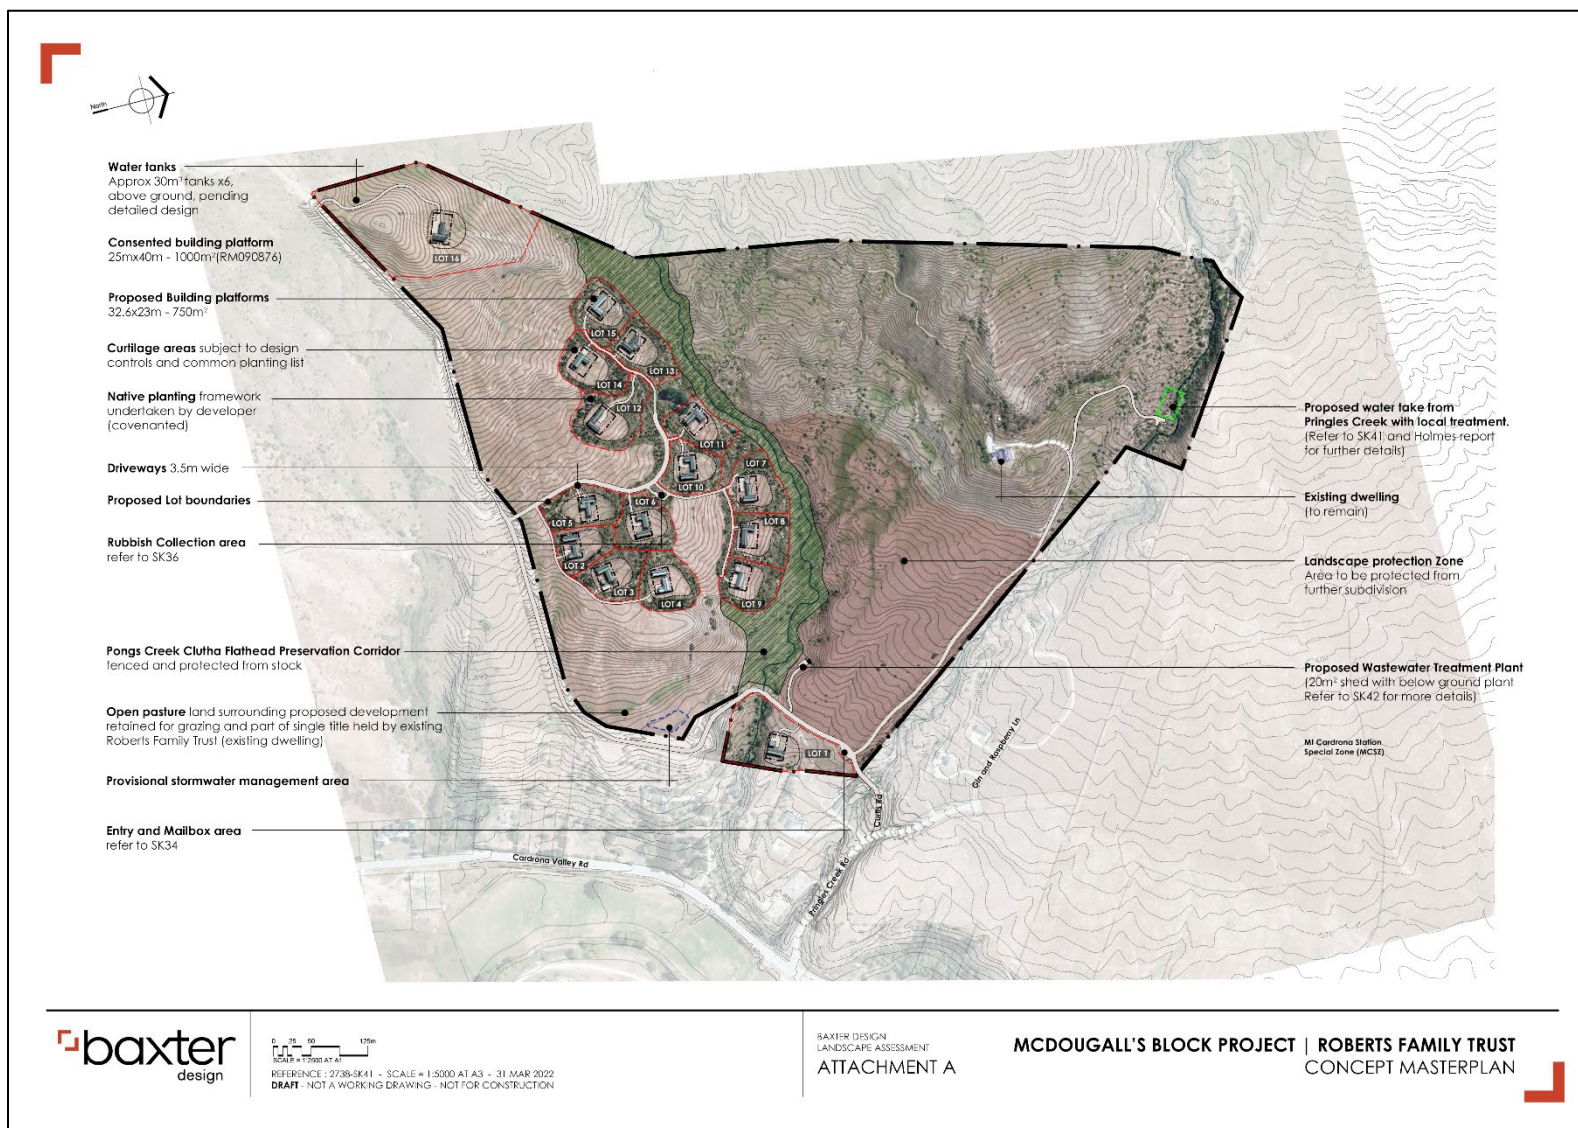 North
Water tanks
Approx 30m³ tanks x6,
above ground, pending
detailed design
Consented building platform
25mx40m - 1000m²(RM090876)
Proposed Building platforms
32.6x23m - 750m²
Curtilage areas subject to design
controls and common planting list
Native planting framework
undertaken by developer
(covenanted)
Driveways 3.5m wide
Proposed Lot boundaries
Rubbish Collection area
refer to SK36
Pongs Creek Clutha Flathead Preservation Corridor
fenced and protected from stock
Open pasture land surrounding proposed development
retained for grazing and part of single title held by existing
Roberts Family Trust (existing dwelling)
Provisional stormwater management area
Entry and Mailbox area
refer to SK34
LOT 16
LOT 15
LOT 13
LOT 14
LOT 12
LOT 11
LOT 7
LOT 10
LOT 6
LOT 5
LOT 8
LOT 2
LOT 3
LOT 4
LOT 9
LOT 1
Proposed water take from
Pringles Creek with local treatment.
(Refer to SK41 and Holmes report
for further details)
Existing dwelling
(to remain)
Landscape protection Zone
Area to be protected from
further subdivision
Proposed Wastewater Treatment Plant
(20m² shed with below ground plant
Refer to SK42 for more details)
Mt Cardrona Station
Special Zone (MCSZ)
Gin and Raspberry Ln
Curtis Rd
Pringles Creek Rd
Cardrona Valley Rd
baxter
design
0 25 50 125m
SCALE = 1:2500 AT A1
REFERENCE : 2738-SK41 - SCALE = 1:5000 AT A3 - 31 MAR 2022
DRAFT - NOT A WORKING DRAWING - NOT FOR CONSTRUCTION
BAXTER DESIGN
LANDSCAPE ASSESSMENT
ATTACHMENT A
MCDOUGALL'S BLOCK PROJECT | ROBERTS FAMILY TRUST
CONCEPT MASTERPLAN